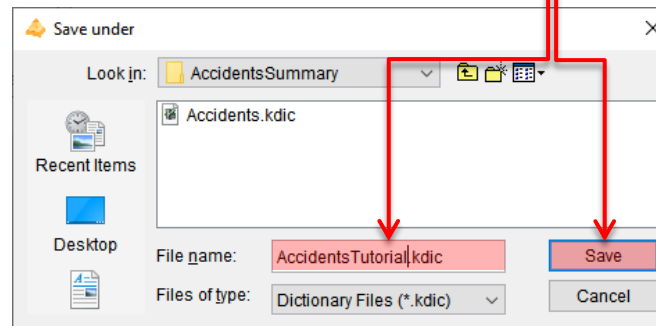 Save under
Look in: AccidentsSummary
Accidents.kdic
Recent Items
Desktop
File name: AccidentsTutorial.kdic Save
Files of type: Dictionary Files (*.kdic) Cancel